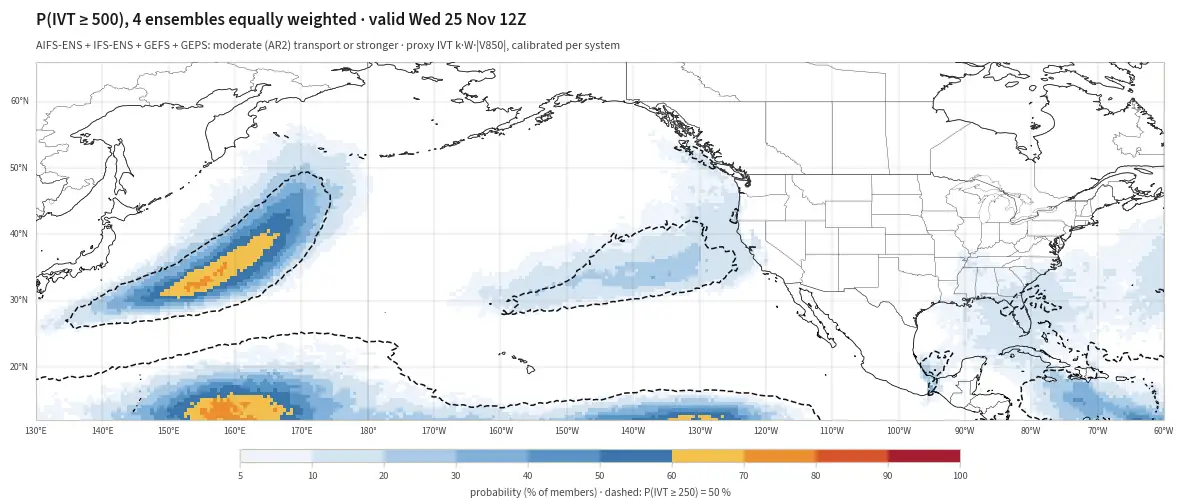 P(IVT ≥ 500), 4 ensembles equally weighted · valid Wed 25 Nov 12Z
AIFS-ENS + IFS-ENS + GEFS + GEPS: moderate (AR2) transport or stronger · proxy IVT k·W·|V850|, calibrated per system
60°N
50°N
40°N
30°N
20°N
130°E 140°E 150°E 160°E 170°E 180° 170°W 160°W 150°W 140°W 130°W 120°W 110°W 100°W 90°W 80°W 70°W 60°W
5 10 20 30 40 50 60 70 80 90 100
probability (% of members) · dashed: P(IVT ≥ 250) = 50 %